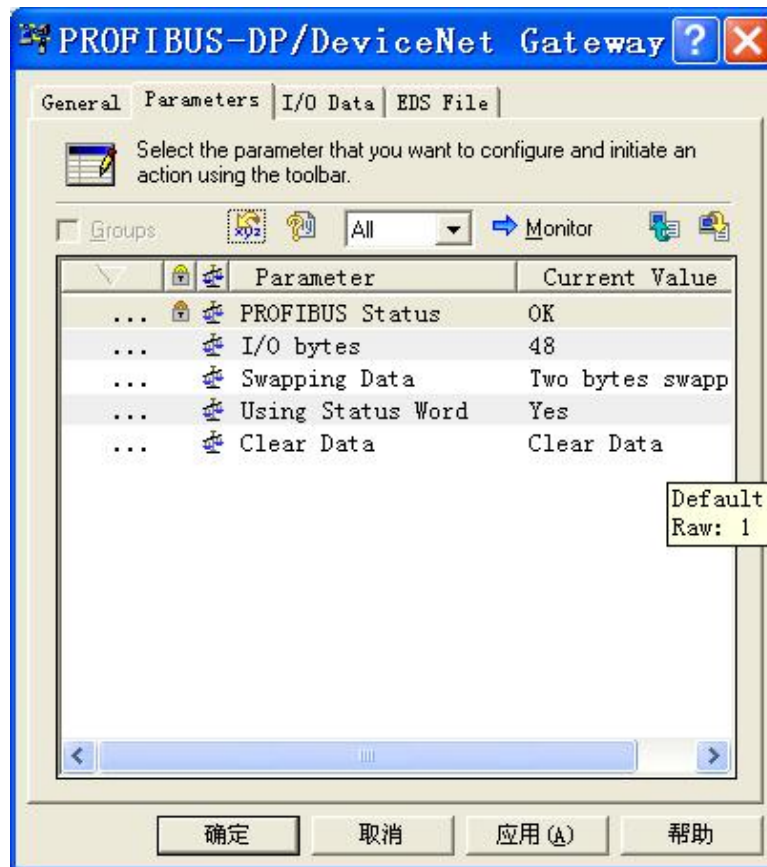 PROFIBUS-DP/DeviceNet Gateway
General Parameters I/O Data EDS File
Select the parameter that you want to configure and initiate an
action using the toolbar.
Groups All Monitor
Parameter Current Value
... PROFIBUS Status OK
... I/O bytes 48
... Swapping Data Two bytes swapp
... Using Status Word Yes
... Clear Data Clear Data
Default
Raw: 1
确定 取消 应用(A) 帮助